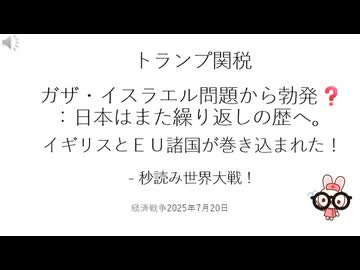 トランプ関税
ガザ・イスラエル問題から勃発❓
：日本はまた繰り返しの歴へ。
イギリスとＥＵ諸国が巻き込まれた！
- 秒読み世界大戦！
経済戦争2025年7月20日